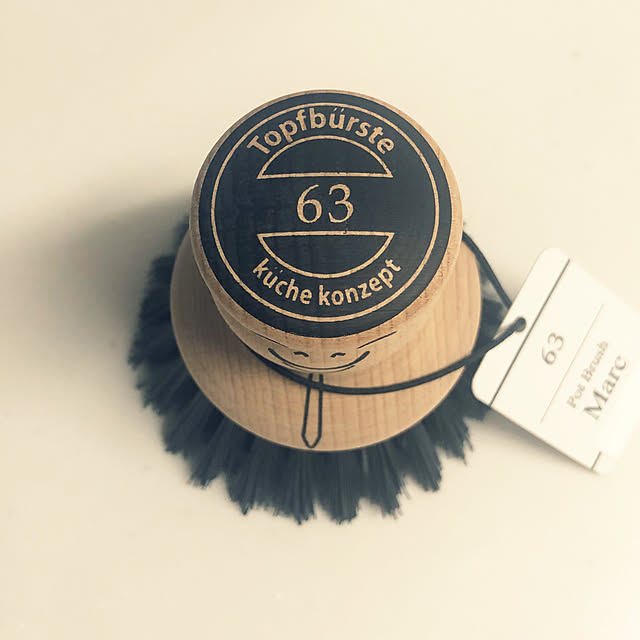 Topfbürste
63
küche konzept
63
Pot Brush
Marc